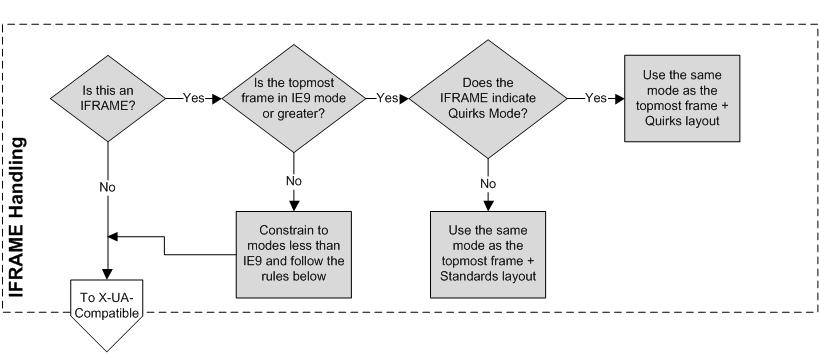 IFRAME Handling
Is this an
IFRAME?
Yes
Is the topmost
frame in IE9 mode
or greater?
Yes
Does the
IFRAME indicate
Quirks Mode?
Yes
Use the same
mode as the
topmost frame +
Quirks layout
No
No
No
Constrain to
modes less than
IE9 and follow the
rules below
Use the same
mode as the
topmost frame +
Standards layout
To X-UA-
Compatible